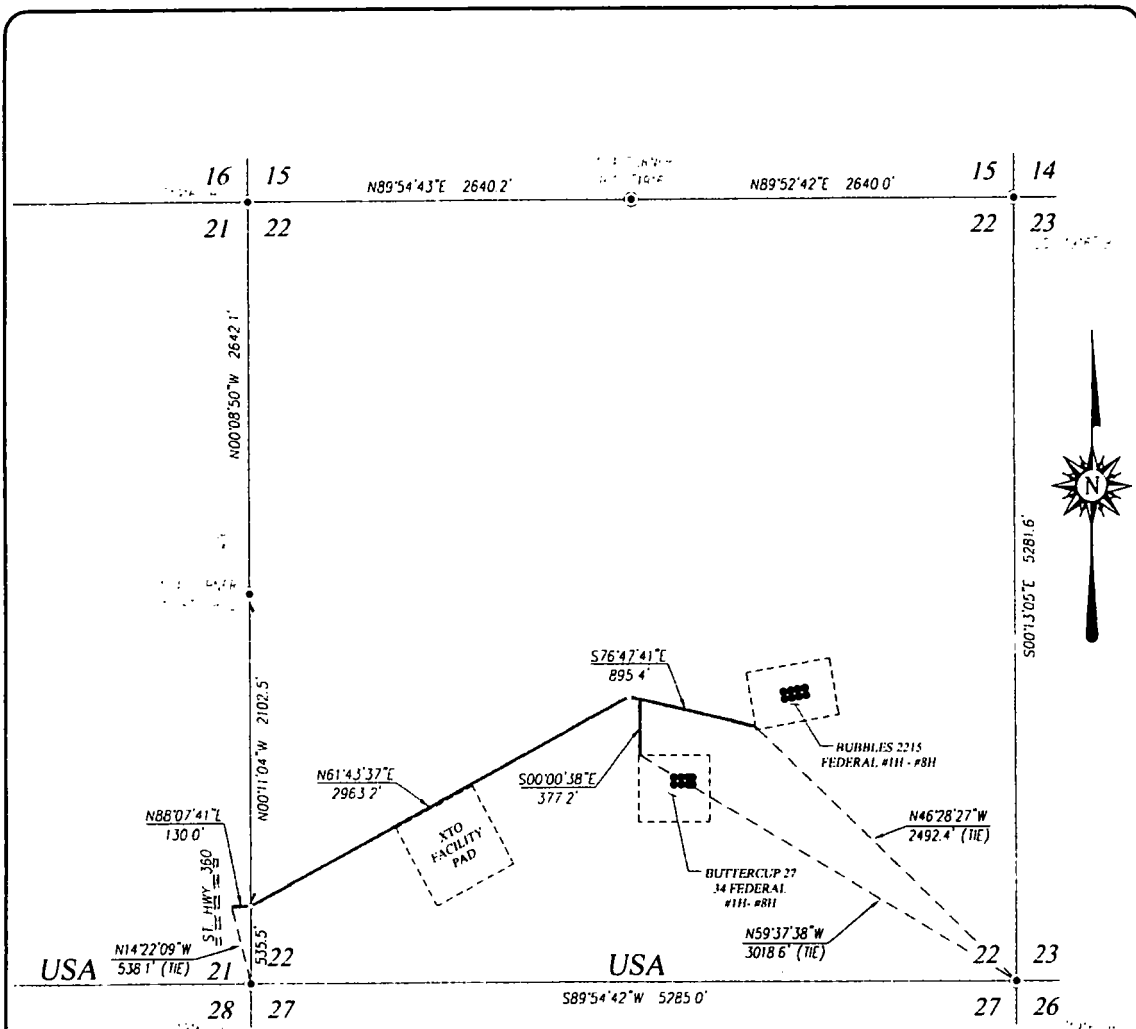 16 15
N89°54'43"E 2640.2'
N89°52'42"E 2640 0'
15 14
21 22
22 23
N00°08'50"W 2642 1'
N
S00°13'05"E 5281.6'
S76°47'41"E
895 4'
BUBBLES 2215
FEDERAL #1H - #8H
N00°11'04"W 2102.5'
N61°43'37"E
2963 2'
S00°00'38"E
377 2'
N88°07'41"E
130 0'
XTO
FACILITY
PAD
N46°28'27"W
2492.4' (TIE)
ST. HWY 360
BUTTERCUP 27
34 FEDERAL
#1H- #8H
N59°37'38"W
3018 6' (TIE)
N14°22'09"W
538 1' (TIE)
535.5'
USA
21 22
USA
22 23
S89°54'42"W 5285 0'
28 27
27 26